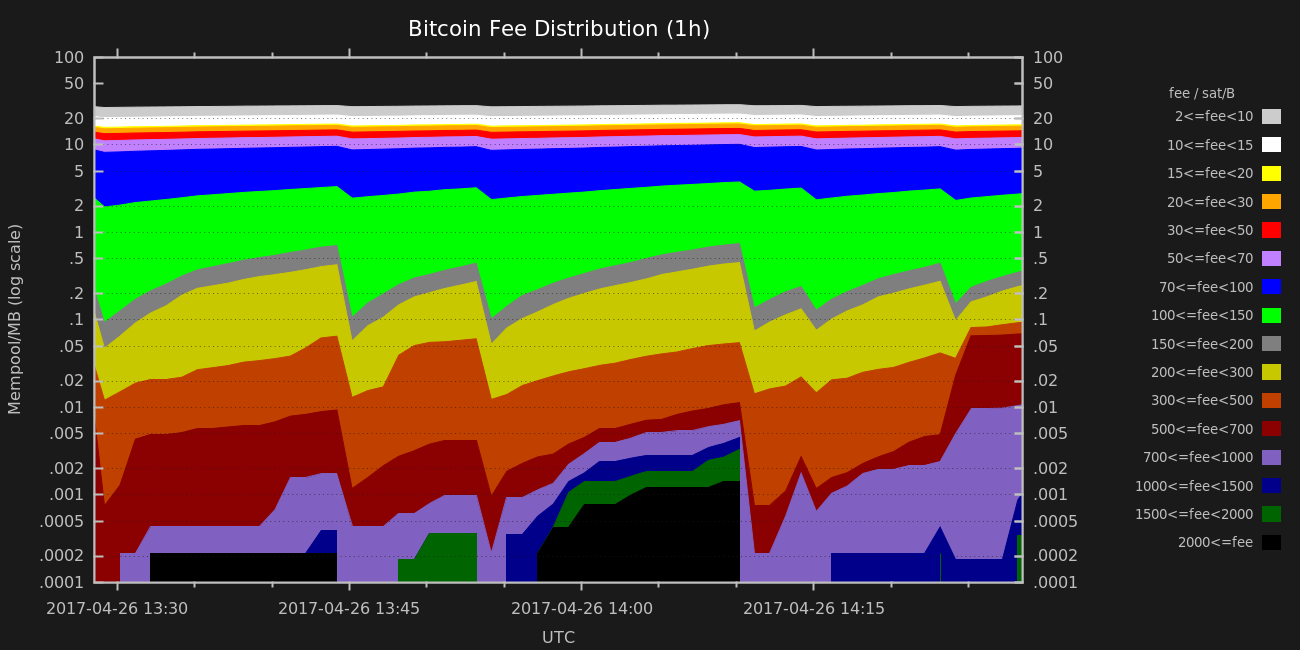 Bitcoin Fee Distribution (1h)
Mempool/MB (log scale)
100
50
20
10
5
2
1
.5
.2
.1
.05
.02
.01
.005
.002
.001
.0005
.0002
.0001
100
50
20
10
5
2
1
.5
.2
.1
.05
.02
.01
.005
.002
.001
.0005
.0002
.0001
fee / sat/B
2<=fee<10
10<=fee<15
15<=fee<20
20<=fee<30
30<=fee<50
50<=fee<70
70<=fee<100
100<=fee<150
150<=fee<200
200<=fee<300
300<=fee<500
500<=fee<700
700<=fee<1000
1000<=fee<1500
1500<=fee<2000
2000<=fee
2017-04-26 13:30 2017-04-26 13:45 2017-04-26 14:00 2017-04-26 14:15
UTC